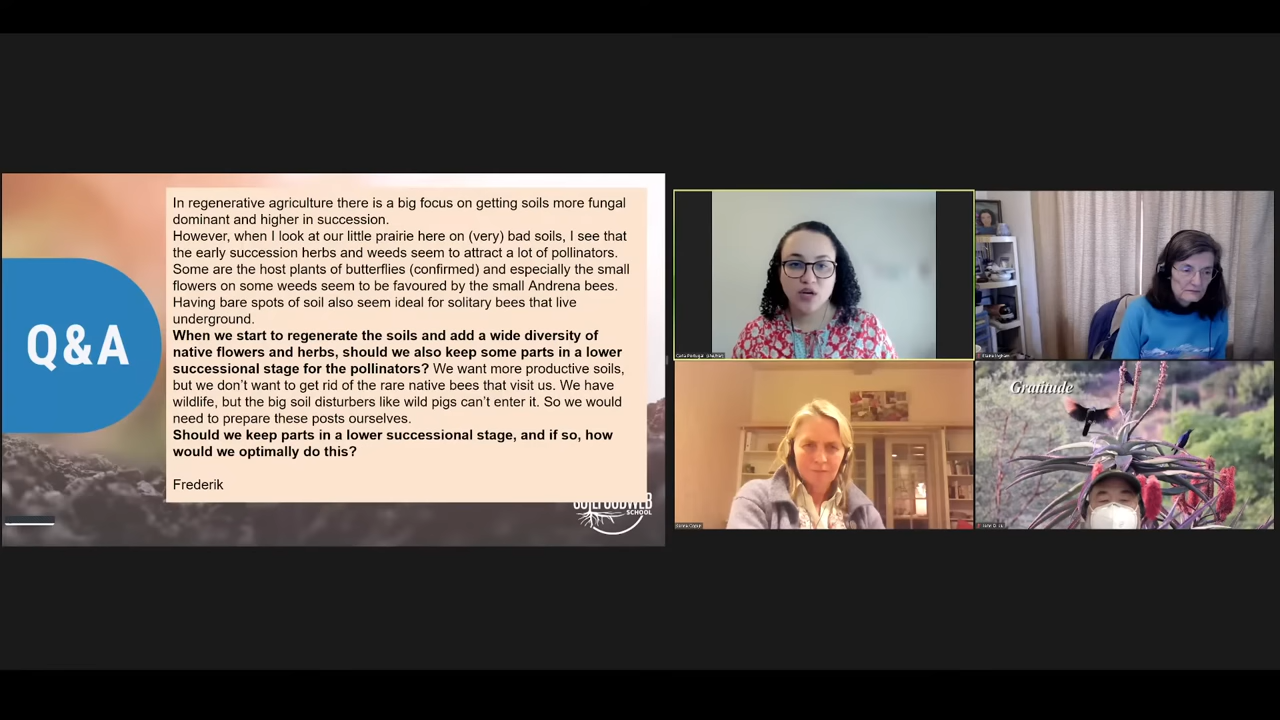 Q&A
In regenerative agriculture there is a big focus on getting soils more fungal
dominant and higher in succession.
However, when I look at our little prairie here on (very) bad soils, I see that
the early succession herbs and weeds seem to attract a lot of pollinators.
Some are the host plants of butterflies (confirmed) and especially the small
flowers on some weeds seem to be favoured by the small Andrena bees.
Having bare spots of soil also seem ideal for solitary bees that live
underground.
When we start to regenerate the soils and add a wide diversity of
native flowers and herbs, should we also keep some parts in a lower
successional stage for the pollinators? We want more productive soils,
but we don't want to get rid of the rare native bees that visit us. We have
wildlife, but the big soil disturbers like wild pigs can't enter it. So we would
need to prepare these posts ourselves.
Should we keep parts in a lower successional stage, and if so, how
would we optimally do this?
Frederik
SCHOOL
Gratitude